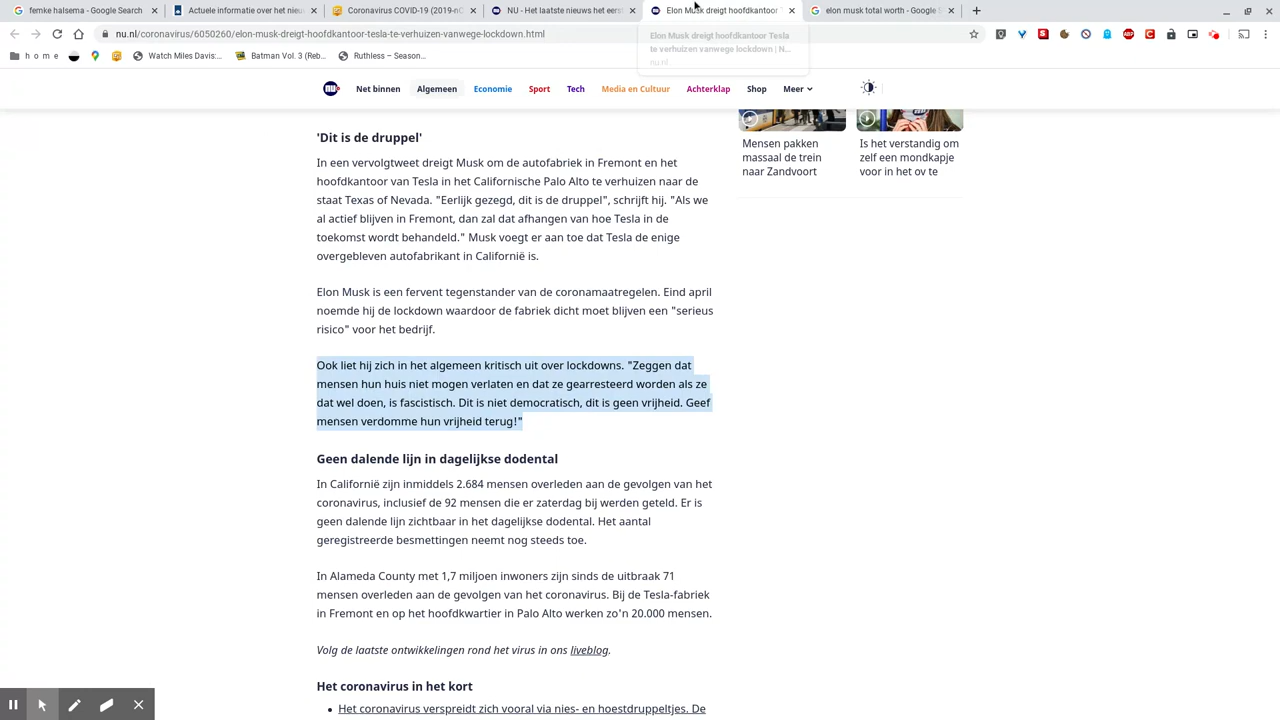 femke halsema - Google Search
Actuele informatie over het nieuw
Coronavirus COVID-19 (2019-nC
NU - Het laatste nieuws het eerst
Elon Musk dreigt hoofdkantoor T
elon musk total worth - Google S
nu.nl/coronavirus/6050260/elon-musk-dreigt-hoofdkantoor-tesla-te-verhuizen-vanwege-lockdown.html
Elon Musk dreigt hoofdkantoor Tesla
te verhuizen vanwege lockdown | N...
nu.nl
h o m e
Watch Miles Davis:...
Batman Vol. 3 (Reb...
Ruthless – Season...
Net binnen
Algemeen
Economie
Sport
Tech
Media en Cultuur
Achterklap
Shop
Meer
'Dit is de druppel'
In een vervolgtweet dreigt Musk om de autofabriek in Fremont en het
hoofdkantoor van Tesla in het Californische Palo Alto te verhuizen naar de
staat Texas of Nevada. "Eerlijk gezegd, dit is de druppel", schrijft hij. "Als we
al actief blijven in Fremont, dan zal dat afhangen van hoe Tesla in de
toekomst wordt behandeld." Musk voegt er aan toe dat Tesla de enige
overgebleven autofabrikant in Californië is.
Elon Musk is een fervent tegenstander van de coronamaatregelen. Eind april
noemde hij de lockdown waardoor de fabriek dicht moet blijven een "serieus
risico" voor het bedrijf.
Ook liet hij zich in het algemeen kritisch uit over lockdowns. "Zeggen dat
mensen hun huis niet mogen verlaten en dat ze gearresteerd worden als ze
dat wel doen, is fascistisch. Dit is niet democratisch, dit is geen vrijheid. Geef
mensen verdomme hun vrijheid terug!"
Geen dalende lijn in dagelijkse dodental
In Californië zijn inmiddels 2.684 mensen overleden aan de gevolgen van het
coronavirus, inclusief de 92 mensen die er zaterdag bij werden geteld. Er is
geen dalende lijn zichtbaar in het dagelijkse dodental. Het aantal
geregistreerde besmettingen neemt nog steeds toe.
In Alameda County met 1,7 miljoen inwoners zijn sinds de uitbraak 71
mensen overleden aan de gevolgen van het coronavirus. Bij de Tesla-fabriek
in Fremont en op het hoofdkwartier in Palo Alto werken zo'n 20.000 mensen.
Volg de laatste ontwikkelingen rond het virus in ons liveblog.
Het coronavirus in het kort
• Het coronavirus verspreidt zich vooral via nies- en hoestdruppeltjes. De
Mensen pakken
massaal de trein
naar Zandvoort
Is het verstandig om
zelf een mondkapje
voor in het ov te